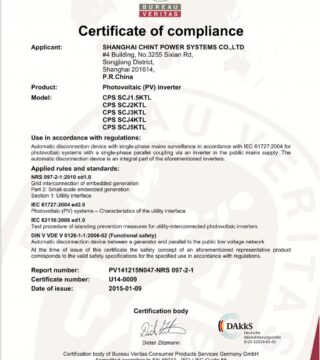 BUREAU
VERITAS
Certificate of compliance
Applicant: SHANGHAI CHINT POWER SYSTEMS CO.,LTD
#4 Building, No.3255 Sixian Rd,
Songjiang District,
Shanghai 201614,
P.R.China
Product: Photovoltaic (PV) inverter
Model: CPS SCJ1.5KTL
CPS SCJ2KTL
CPS SCJ3KTL
CPS SCJ4KTL
CPS SCJ5KTL
Use in accordance with regulations:
Automatic disconnection device with single-phase mains surveillance in accordance with IEC 61727:2004 for
photovoltaic systems with a single-phase parallel coupling via an inverter in the public mains supply. The
automatic disconnection device is an integral part of the aforementioned inverters.
Applied rules and standards:
NRS 097-2-1:2010 ed1.0
Grid interconnection of embedded generation
Part 2: Small-scale embedded generation
Section 1: Utility interface
IEC 61727:2004 ed2.0
Photovoltaic (PV) systems – Characteristics of the utility interface
IEC 62116:2008 ed1.0
Test procedure of islanding prevention measures for utility-interconnected photovoltaic inverters
DIN V VDE V 0126-1-1:2006-02 (Functional safety)
Automatic disconnection device between a generator and parallel to the public low voltage network
At the time of issue of this certificate the safety concept of an aforementioned representative product
corresponds to the valid safety specifications for the specified use in accordance with regulations.
Report number: PV141215N047-NRS 097-2-1
Certificate number: U14-0009
Date of issue: 2015-01-09
Certification body
DAkkS
Deutsche
Akkreditierungsstelle
Dieter Zitzmann
Certification body of Bureau Veritas Consumer Products Services Germany GmbH